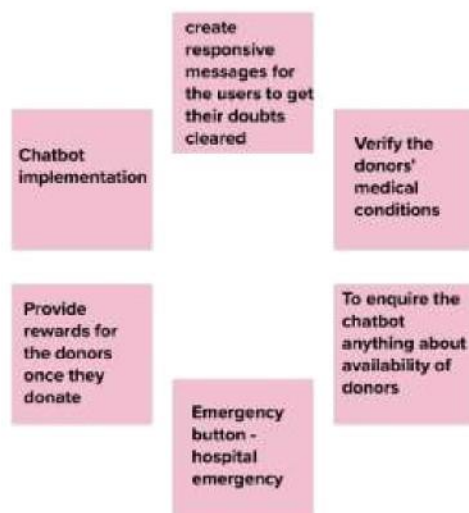 create
responsive
messages for
the users to get
their doubts
cleared
Chatbot
implementation
Verify the
donors'
medical
conditions
Provide
rewards for
the donors
once they
donate
To enquire the
chatbot
anything about
availability of
donors
Emergency
button -
hospital
emergency